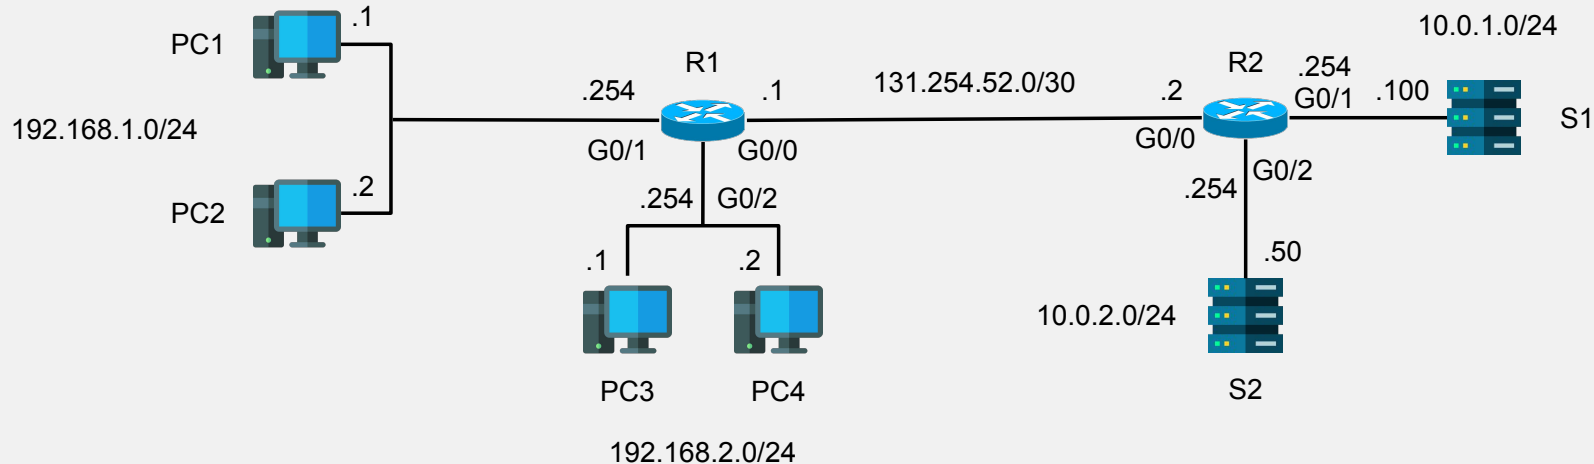 10.0.1.0/24
PC1
.1
R1
R2
.254
131.254.52.0/30
.254
.1
.2
G0/1
.100
192.168.1.0/24
S1
G0/1
G0/0
G0/0
PC2
.2
.254
G0/2
.254
G0/2
.1
.2
.50
10.0.2.0/24
PC3
PC4
S2
192.168.2.0/24